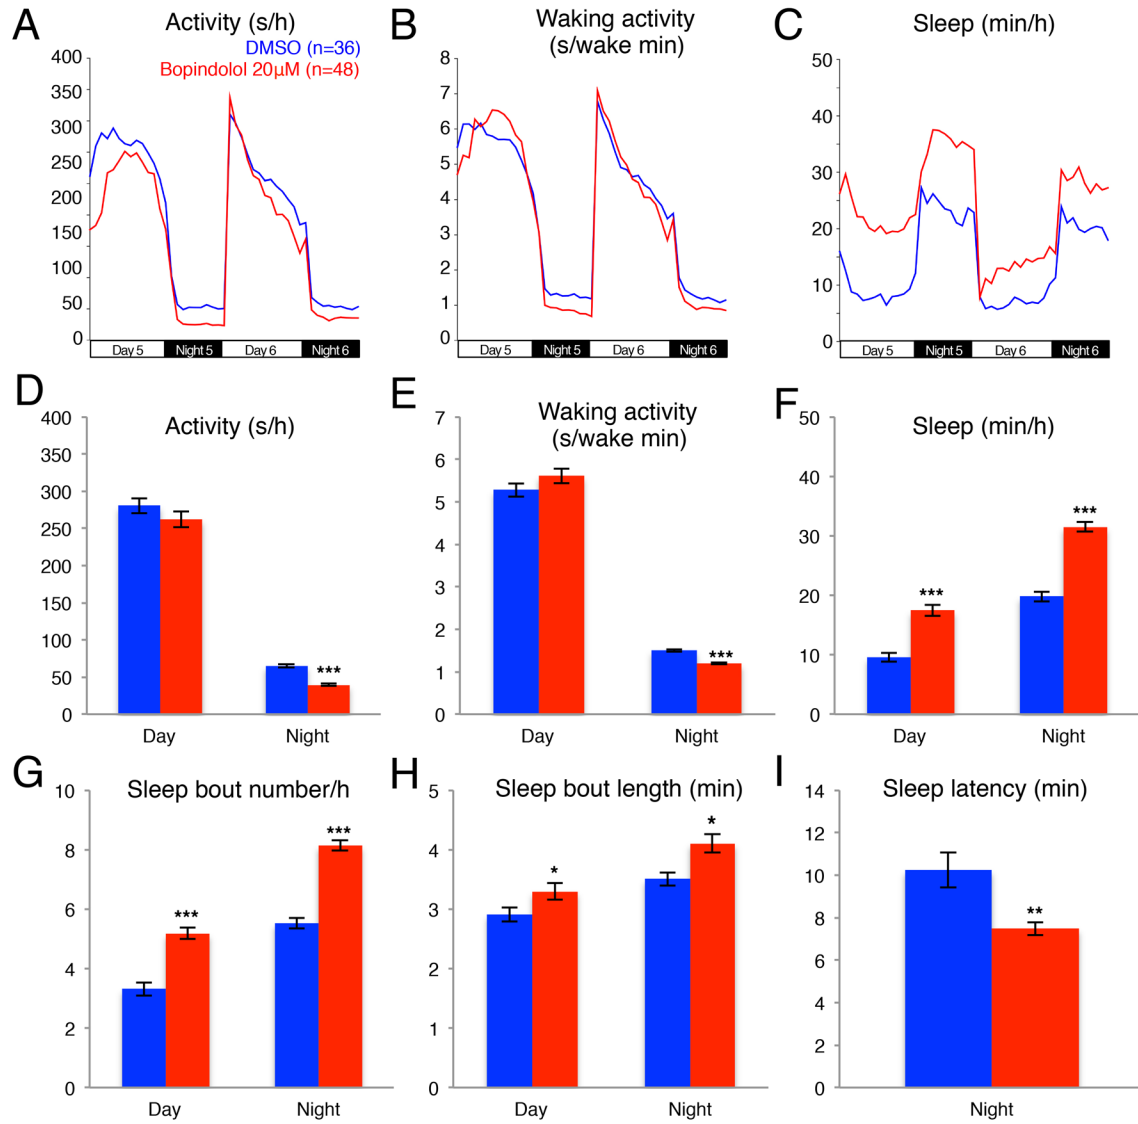 A
Activity (s/h)
DMSO (n=36)
Bopindolol 20µM (n=48)
400
350
300
250
200
150
100
50
0
Day 5
Night 5
Day 6
Night 6
B
Waking activity
(s/wake min)
8
7
6
5
4
3
2
1
0
Day 5
Night 5
Day 6
Night 6
C
Sleep (min/h)
50
40
30
20
10
0
Day 5
Night 5
Day 6
Night 6
D
Activity (s/h)
400
350
300
250
200
150
100
50
0
***
Day
Night
E
Waking activity
(s/wake min)
7
6
5
4
3
2
1
0
***
Day
Night
F
Sleep (min/h)
50
40
30
20
10
0
***
***
Day
Night
G
Sleep bout number/h
10
8
6
4
2
0
***
***
Day
Night
H
Sleep bout length (min)
5
4
3
2
1
0
*
*
Day
Night
I
Sleep latency (min)
14
12
10
8
6
4
2
0
**
Night